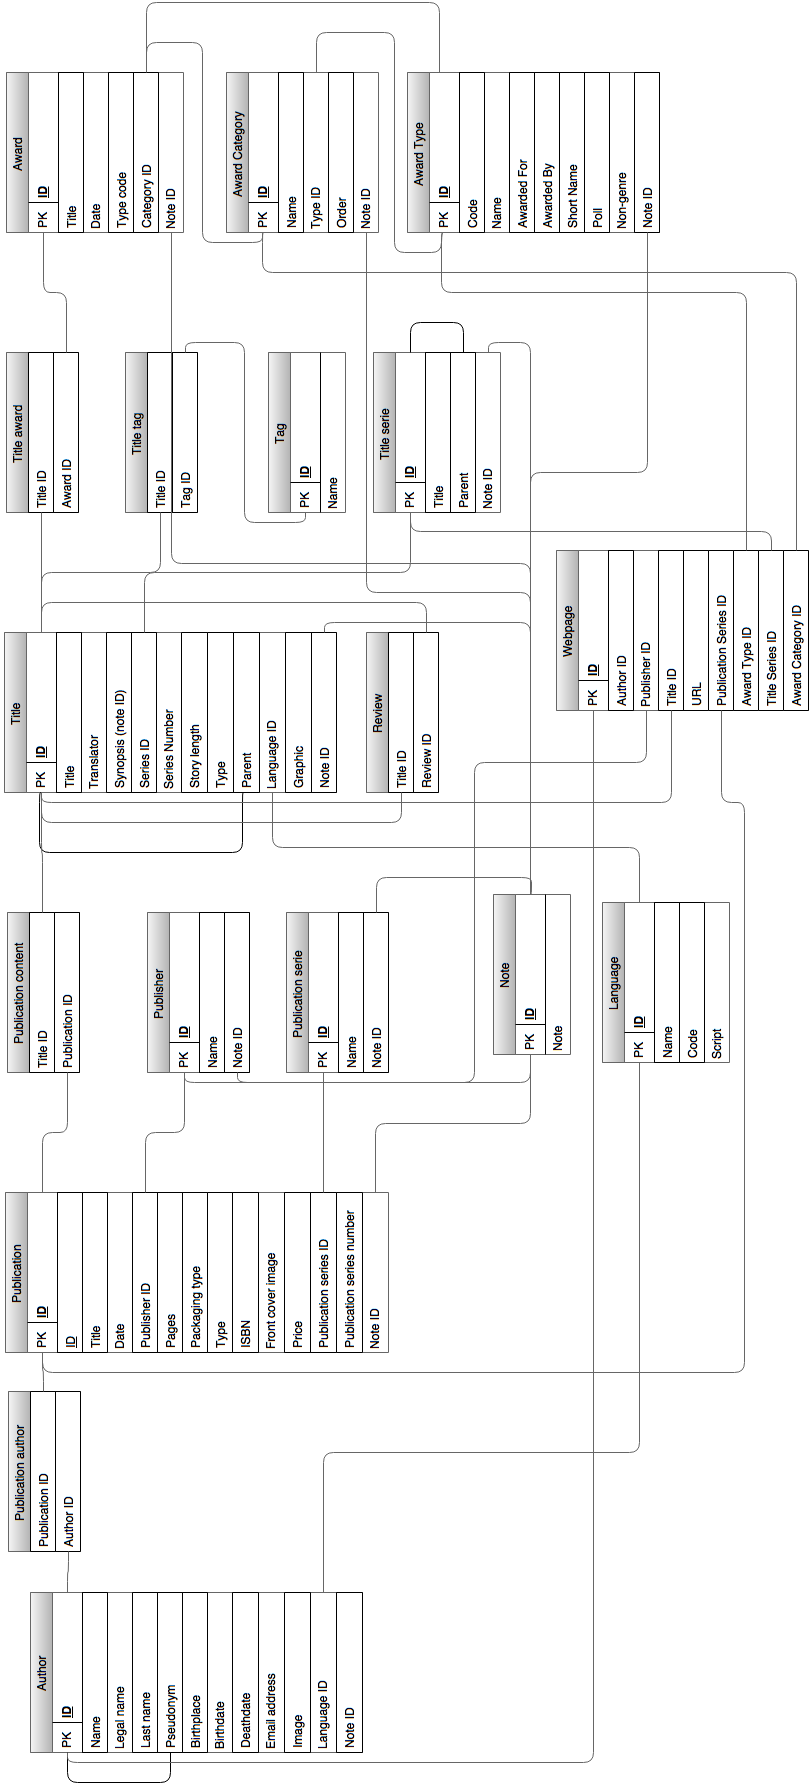 Author
PK ID
Name
Legal name
Last name
Pseudonym
Birthplace
Birthdate
Deathdate
Email address
Image
Language ID
Note ID
Publication author
Publication ID
Author ID
Publication
PK ID
ID
Title
Date
Publisher ID
Pages
Packaging type
Type
ISBN
Front cover image
Price
Publication series ID
Publication series number
Note ID
Publication content
Title ID
Publication ID
Publisher
PK ID
Name
Note ID
Publication serie
PK ID
Name
Note ID
Note
PK ID
Note
Language
PK ID
Name
Code
Script
Title
PK ID
Title
Translator
Synopsis (note ID)
Series ID
Series Number
Story length
Type
Parent
Language ID
Graphic
Note ID
Review
Title ID
Review ID
Webpage
PK ID
Author ID
Publisher ID
Title ID
URL
Publication Series ID
Award Type ID
Title Series ID
Award Category ID
Title award
Title ID
Award ID
Title tag
Title ID
Tag ID
Tag
PK ID
Name
Title serie
PK ID
Title
Parent
Note ID
Award
PK ID
Title
Date
Type code
Category ID
Note ID
Award Category
PK ID
Name
Type ID
Order
Note ID
Award Type
PK ID
Code
Name
Awarded For
Awarded By
Short Name
Poll
Non-genre
Note ID